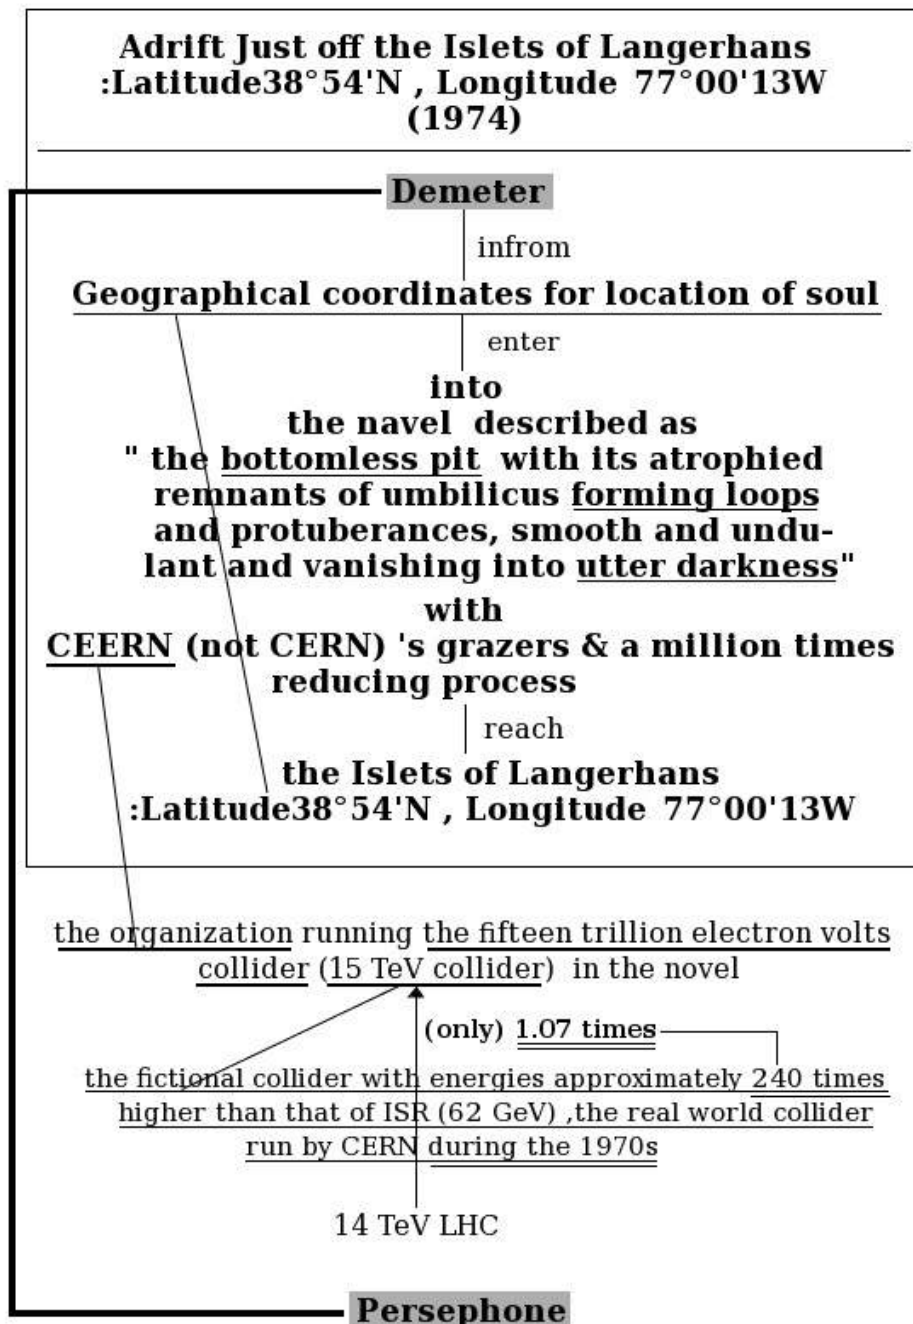 Adrift Just off the Islets of Langerhans
:Latitude38°54'N , Longitude 77°00'13W
(1974)
Demeter
infrom
Geographical coordinates for location of soul
enter
into
the navel described as
" the bottomless pit with its atrophied
remnants of umbilicus forming loops
and protuberances, smooth and undu-
lant and vanishing into utter darkness"
with
CEERN (not CERN) 's grazers & a million times
reducing process
reach
the Islets of Langerhans
:Latitude38°54'N , Longitude 77°00'13W
the organization running the fifteen trillion electron volts
collider (15 TeV collider) in the novel
(only) 1.07 times
the fictional collider with energies approximately 240 times
higher than that of ISR (62 GeV) ,the real world collider
run by CERN during the 1970s
14 TeV LHC
Persephone